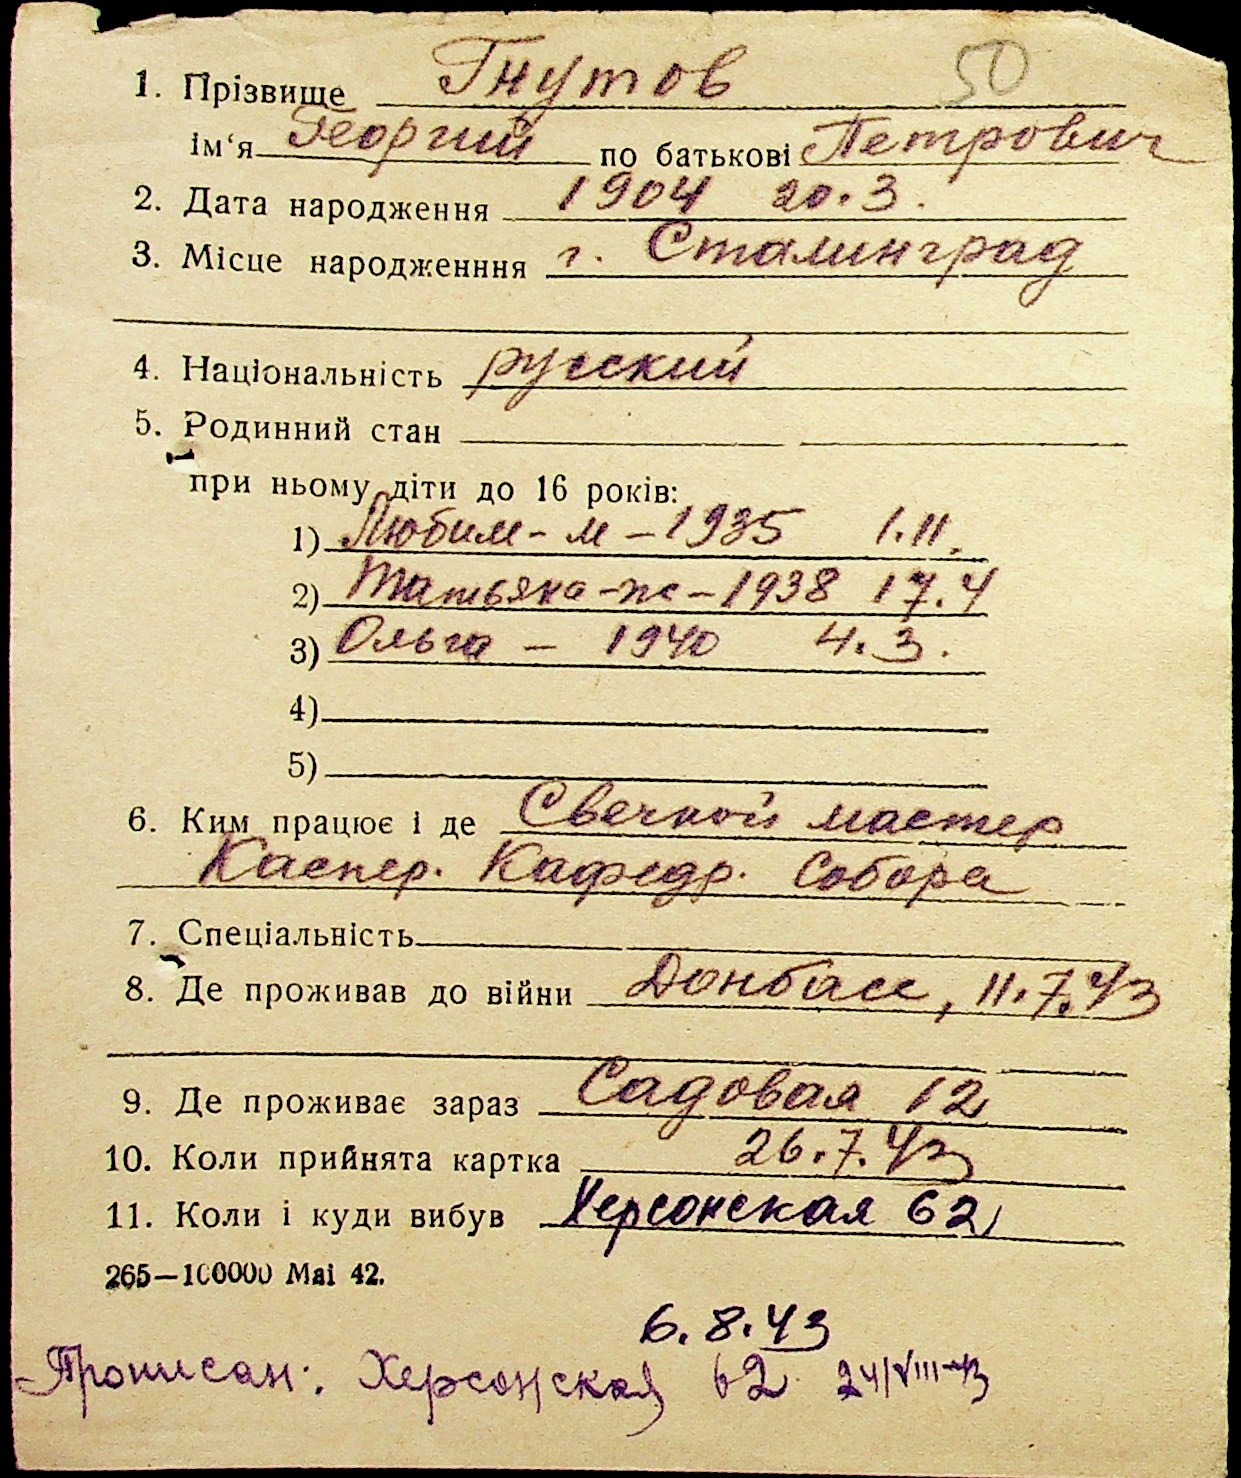 50
1. Прізвище Гнутов
ім‘я Георгий по батькові Петрович
2. Дата народження 1904 20.3.
3. Місце народженння г. Сталинград
4. Національність русский
5. Родинний стан
при ньому діти до 16 років:
1) Любим - м - 1935 1.11.
2) Татьяна - ж - 1938 17.4
3) Ольга - 1940 4.3.
4)
5)
6. Ким працює і де Свечной мастер
Каспер. Кафедр. Собора
7. Спеціальність
8. Де проживав до війни Донбасс, 11.7.43
9. Де проживає зараз Садовая 12
10. Коли прийнята картка 26.7.43
11. Коли і куди вибув Херсонская 62
265—100000 Mai 42.
6.8.43
Прописан: Херсонская 62 24/VIII-43